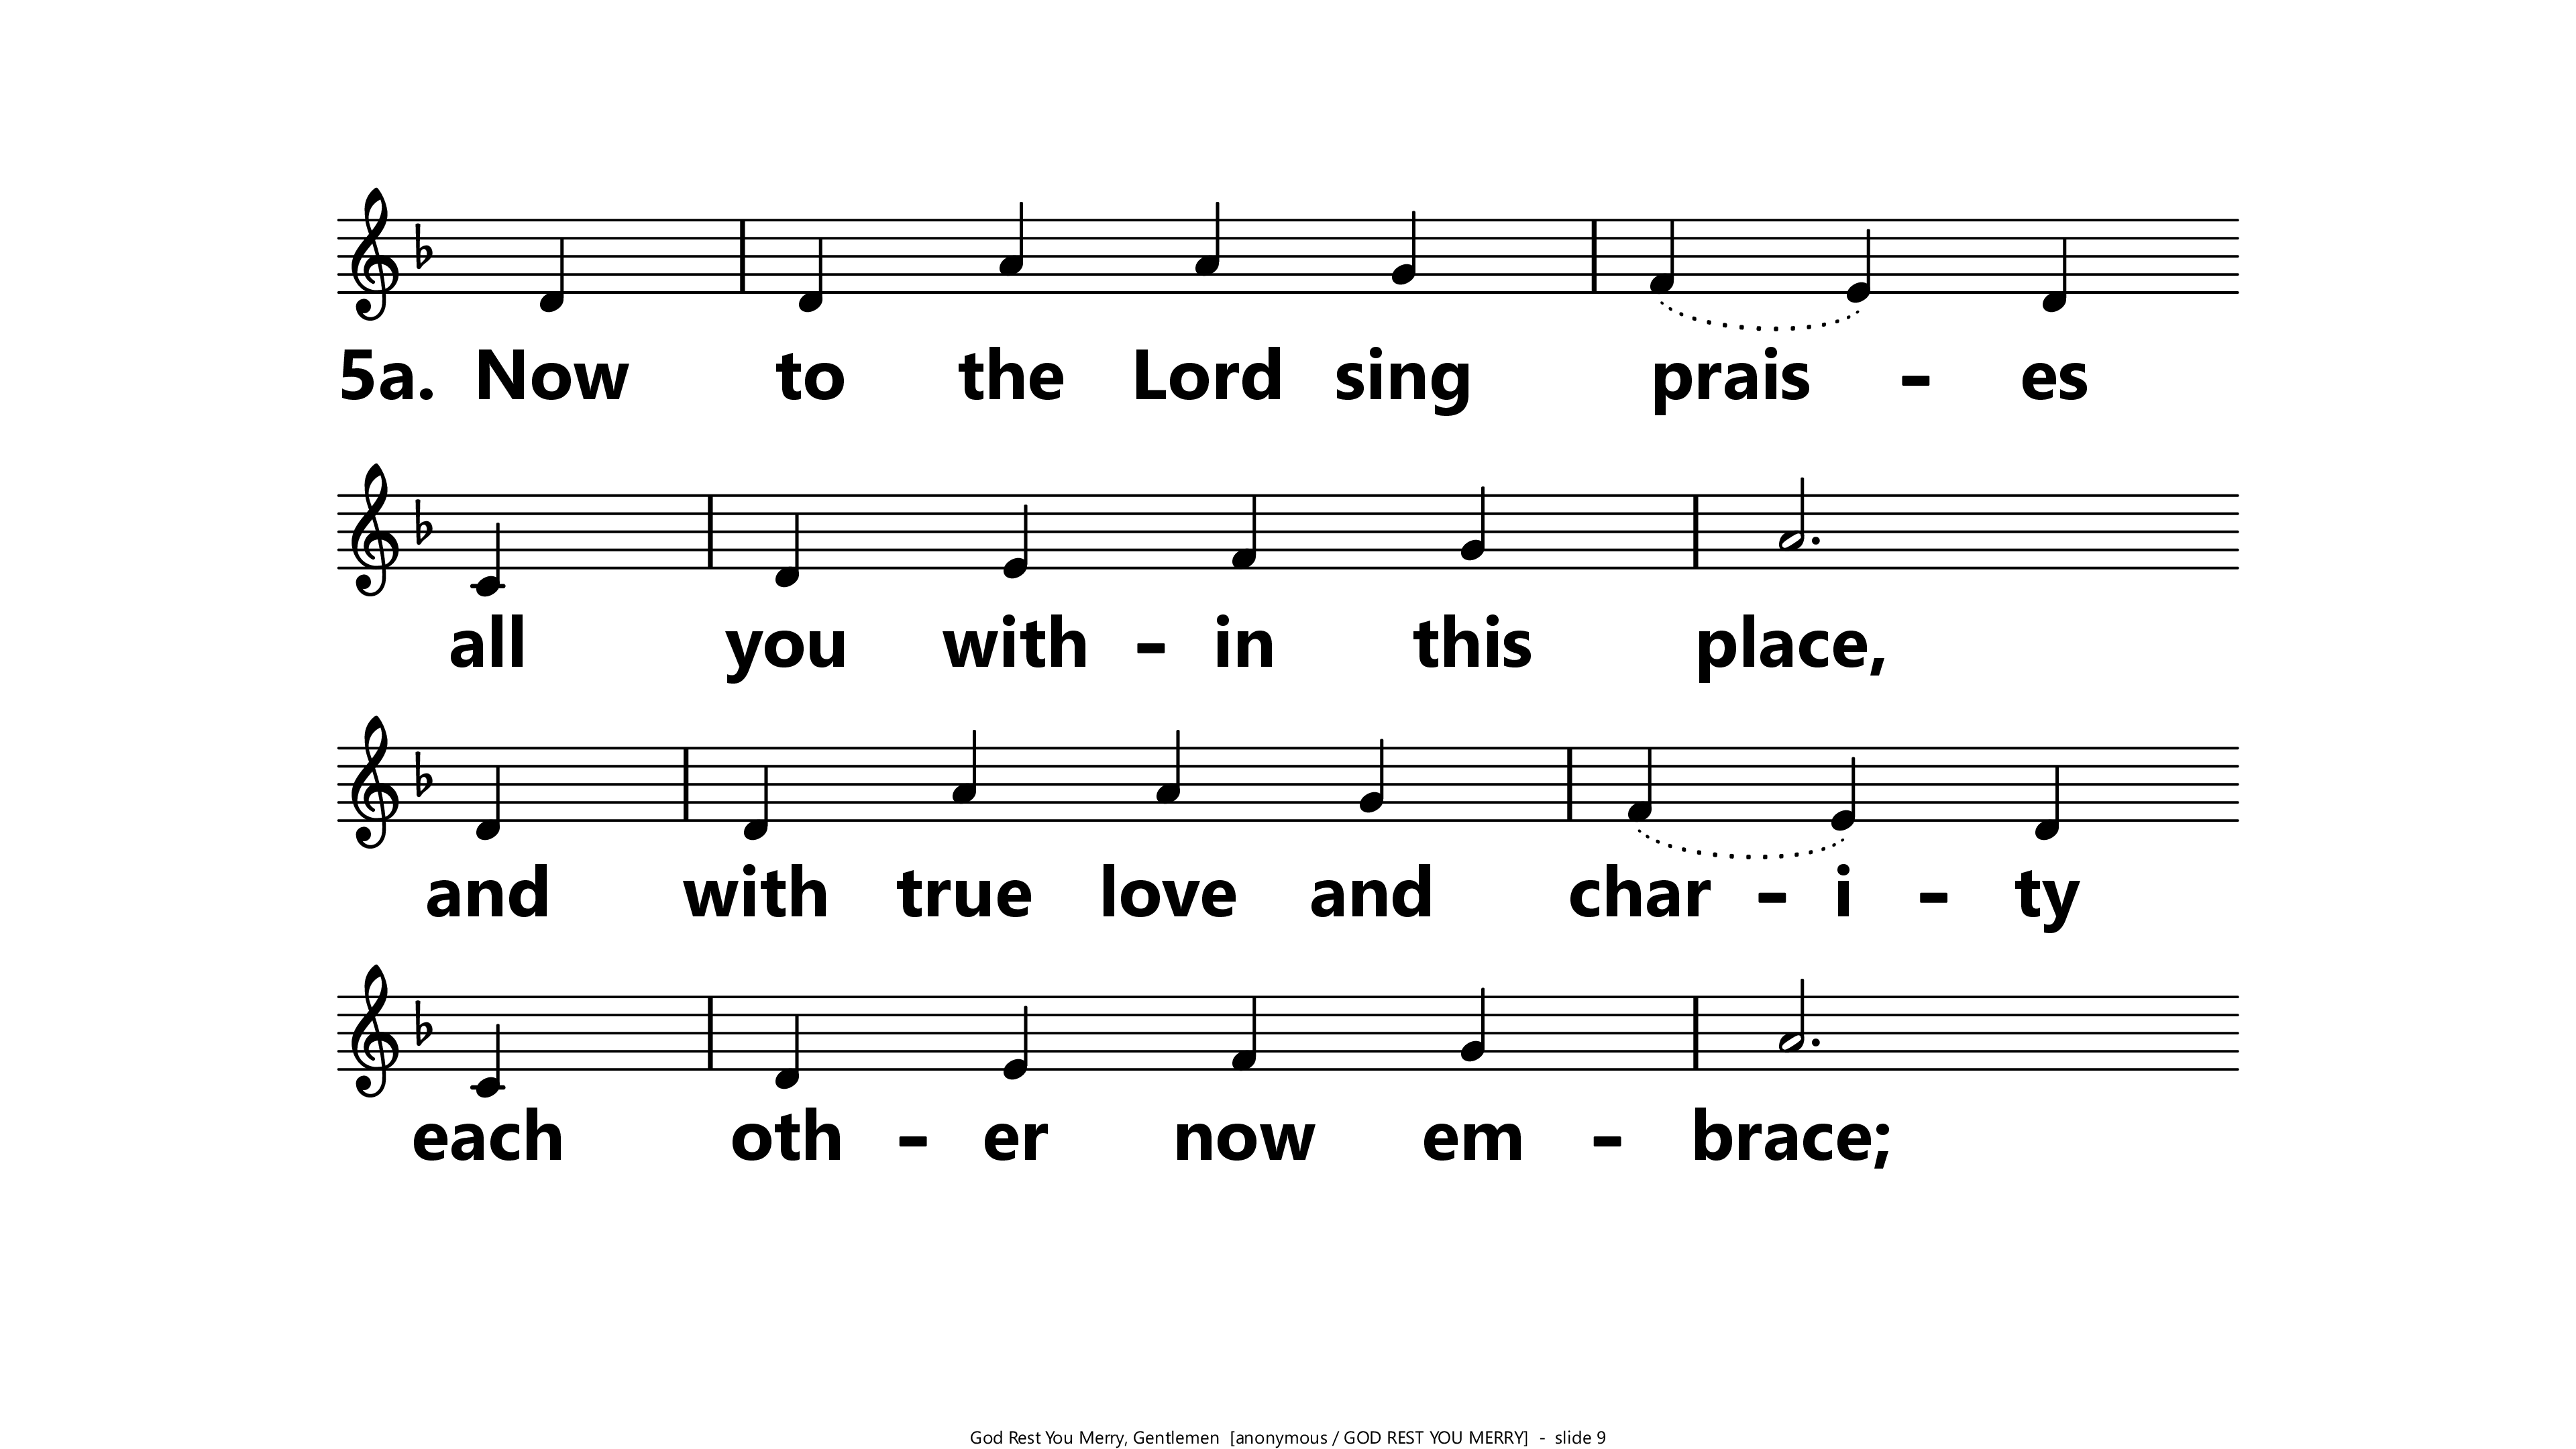 5a. Now to the Lord sing prais - es
all you with - in this place,
and with true love and char - i - ty
each oth - er now em - brace;
God Rest You Merry, Gentlemen [anonymous / GOD REST YOU MERRY] - slide 9